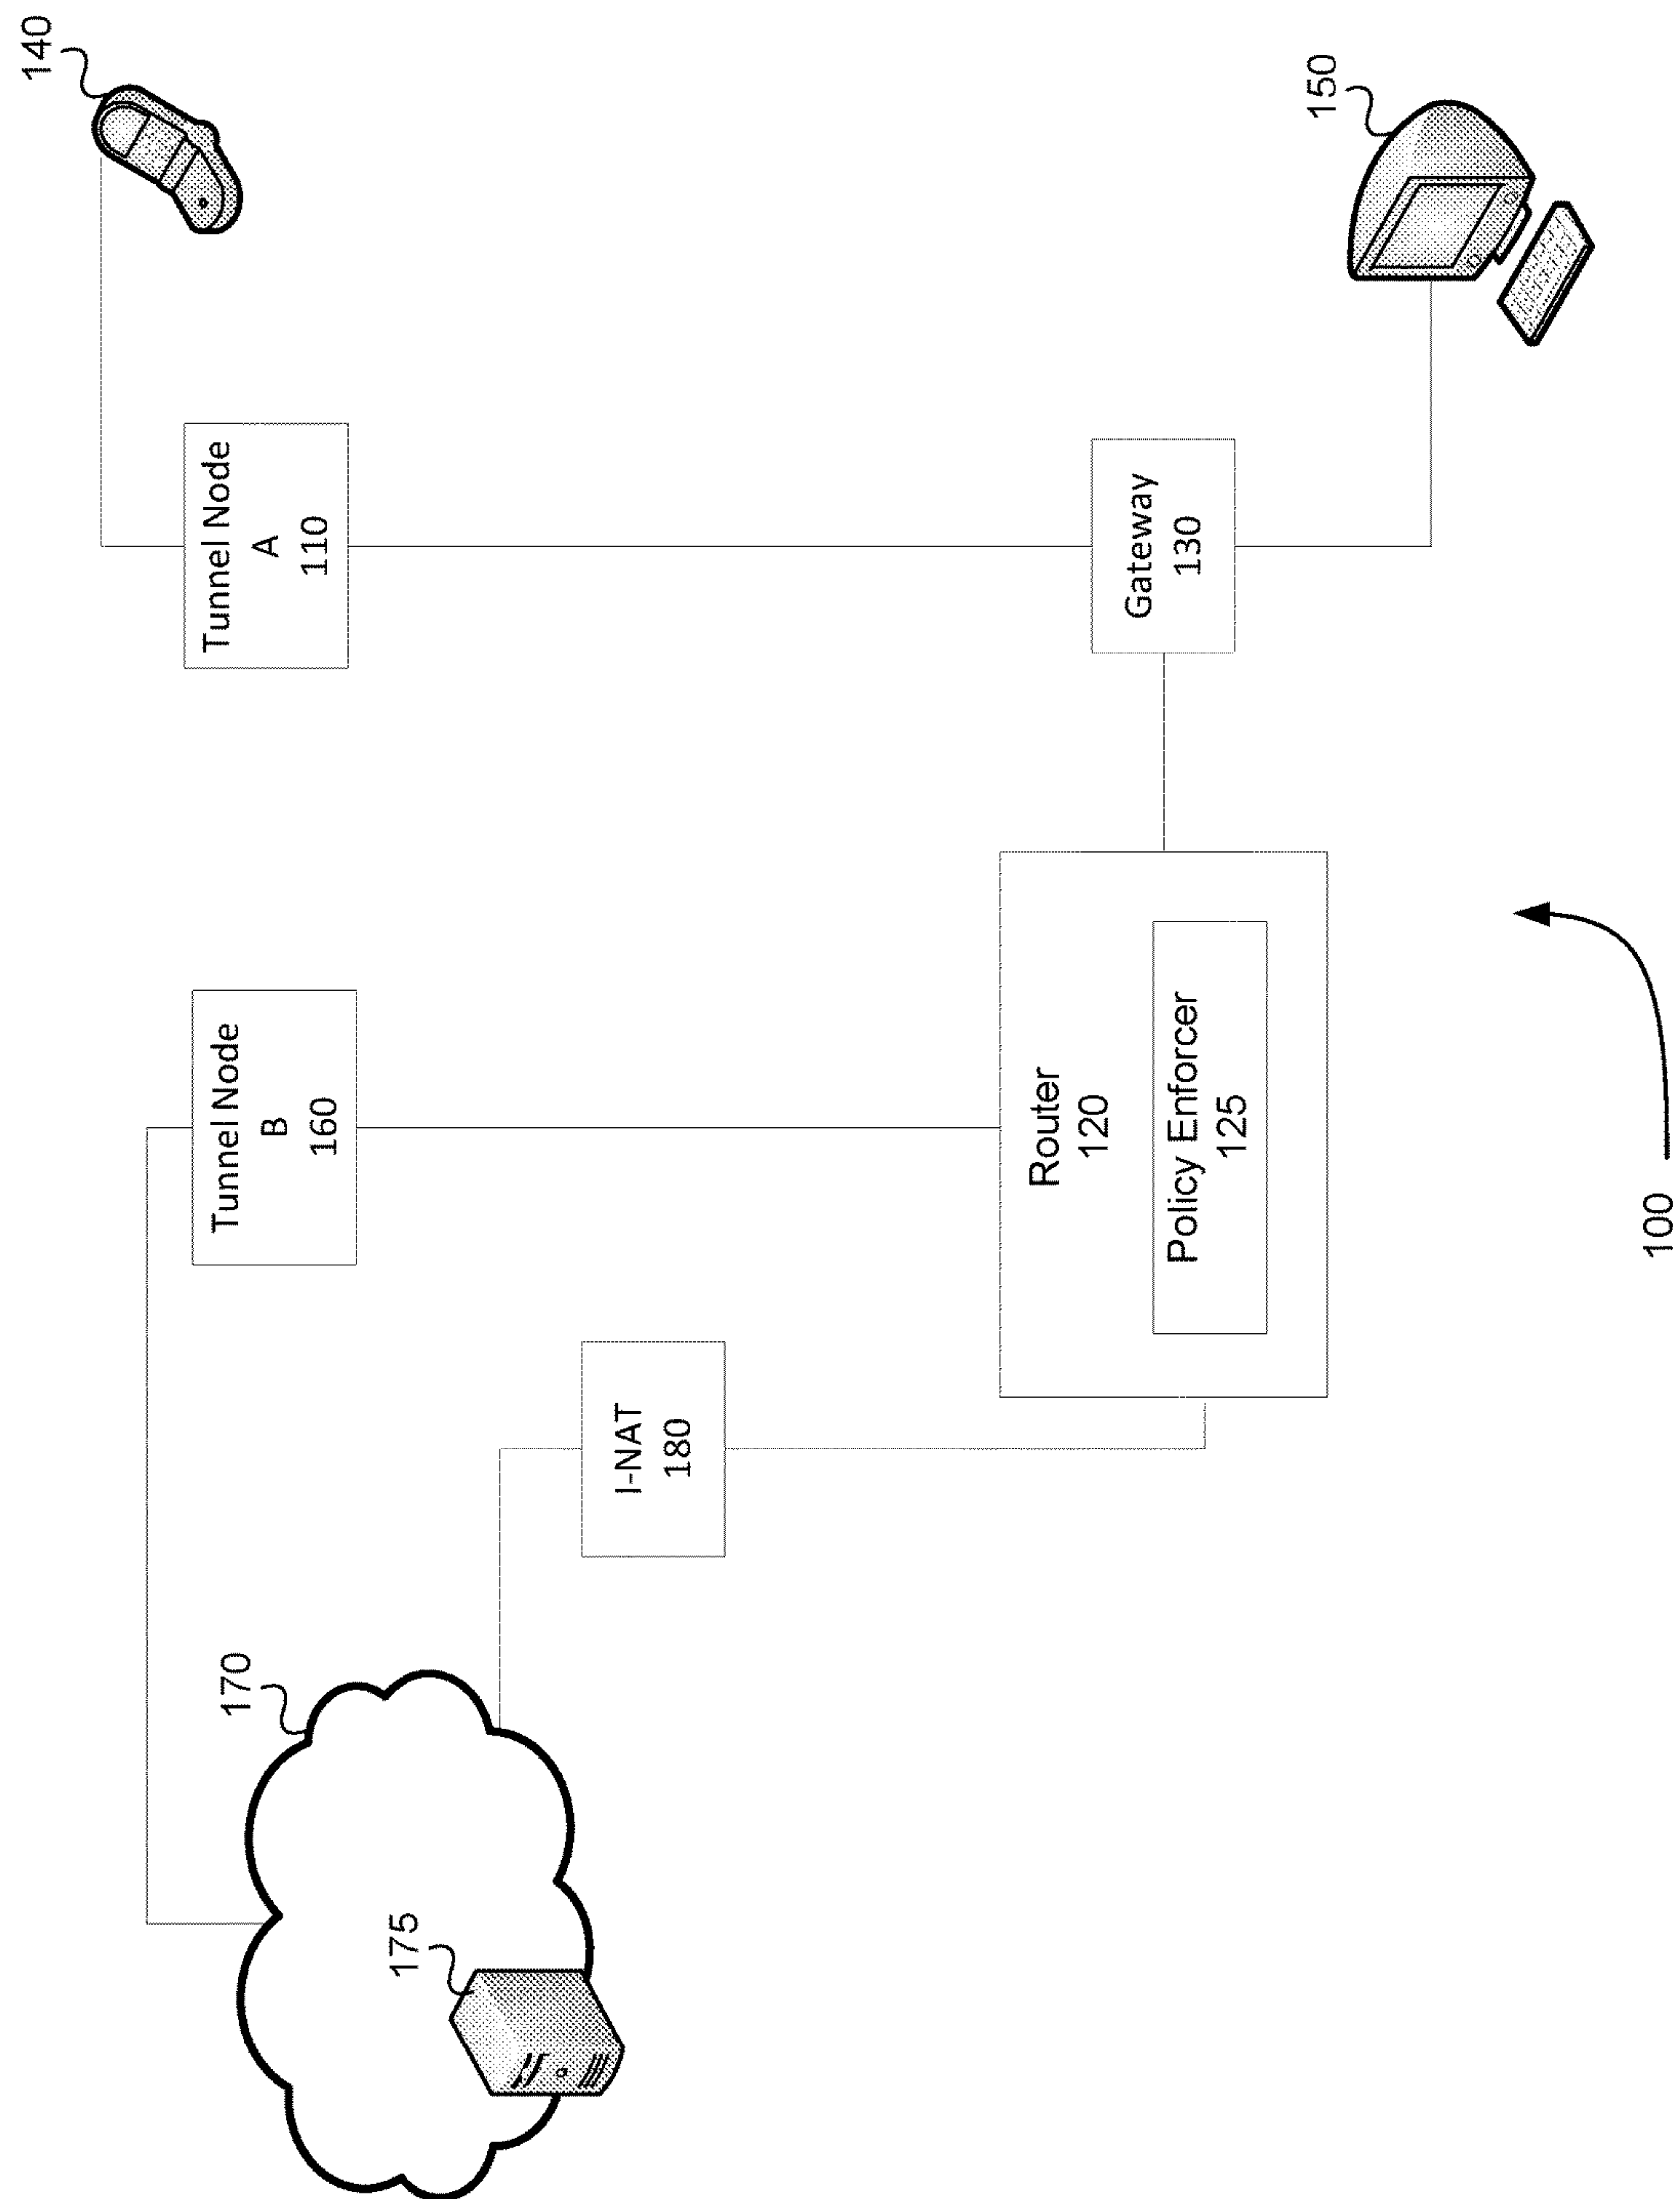 140
170
Tunnel Node
B
160
Tunnel Node
A
110
175
I-NAT
180
Router
120
Policy Enforcer
125
Gateway
130
150
100